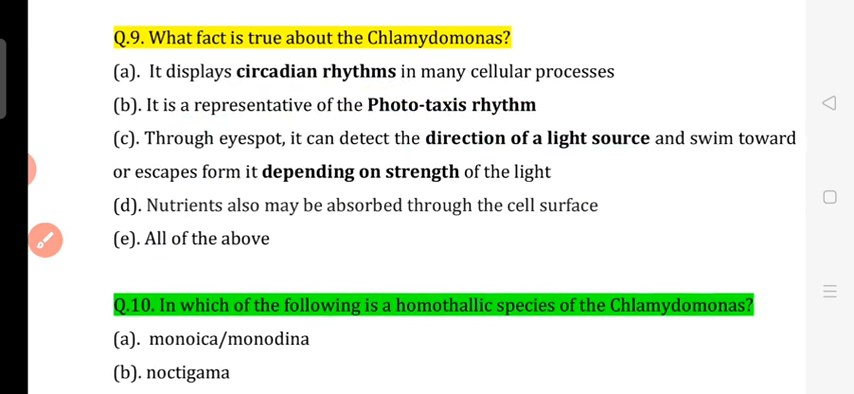 Q.9. What fact is true about the Chlamydomonas?
(a). It displays circadian rhythms in many cellular processes
(b). It is a representative of the Photo-taxis rhythm
(c). Through eyespot, it can detect the direction of a light source and swim toward
or escapes form it depending on strength of the light
(d). Nutrients also may be absorbed through the cell surface
(e). All of the above
Q.10. In which of the following is a homothallic species of the Chlamydomonas?
(a). monoica/monodina
(b). noctigama